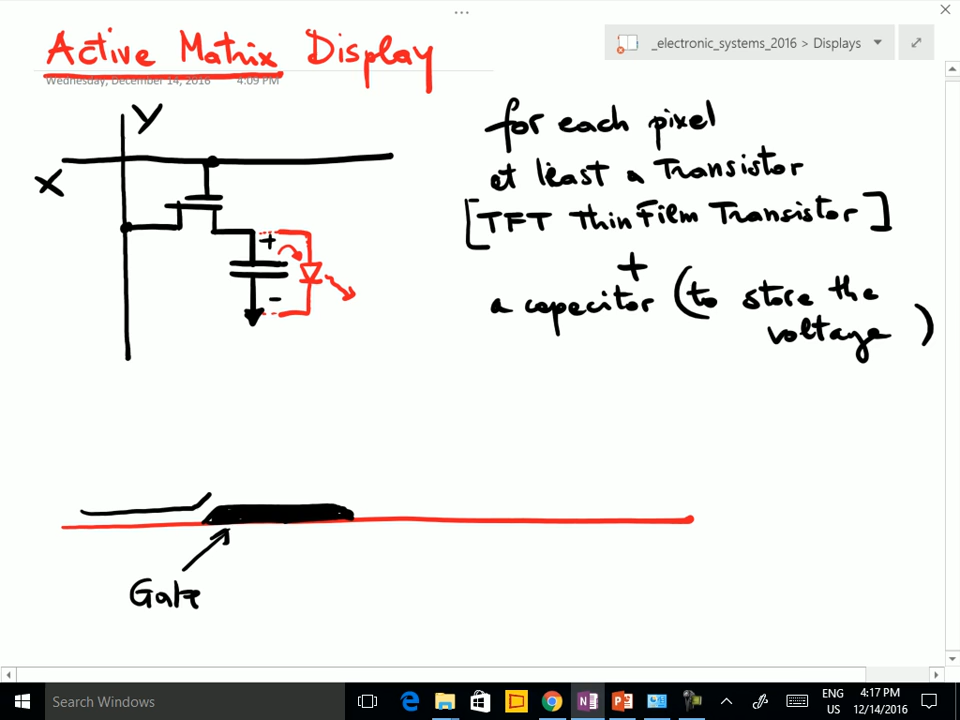 Active Matrix Display
_electronic_systems_2016 > Displays
Wednesday, December 14, 2016 4:09 PM
Y
X
+
-
for each pixel
at least a Transistor
[TFT Thin Film Transistor]
+
a capecitor (to store the
voltage)
Gate
Search Windows
ENG
US
4:17 PM
12/14/2016